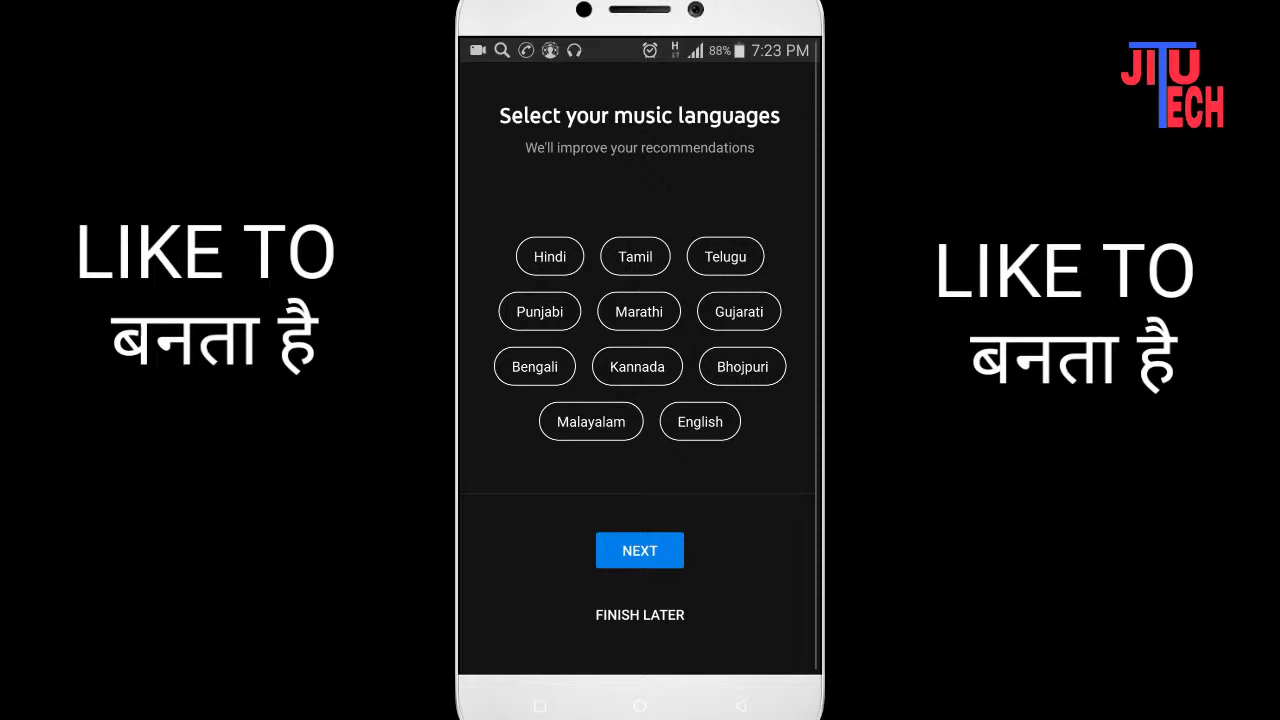 H 88% 7:23 PM
JITU
TECH
Select your music languages
We'll improve your recommendations
LIKE TO
बनता है
LIKE TO
बनता है
Hindi Tamil Telugu
Punjabi Marathi Gujarati
Bengali Kannada Bhojpuri
Malayalam English
NEXT
FINISH LATER